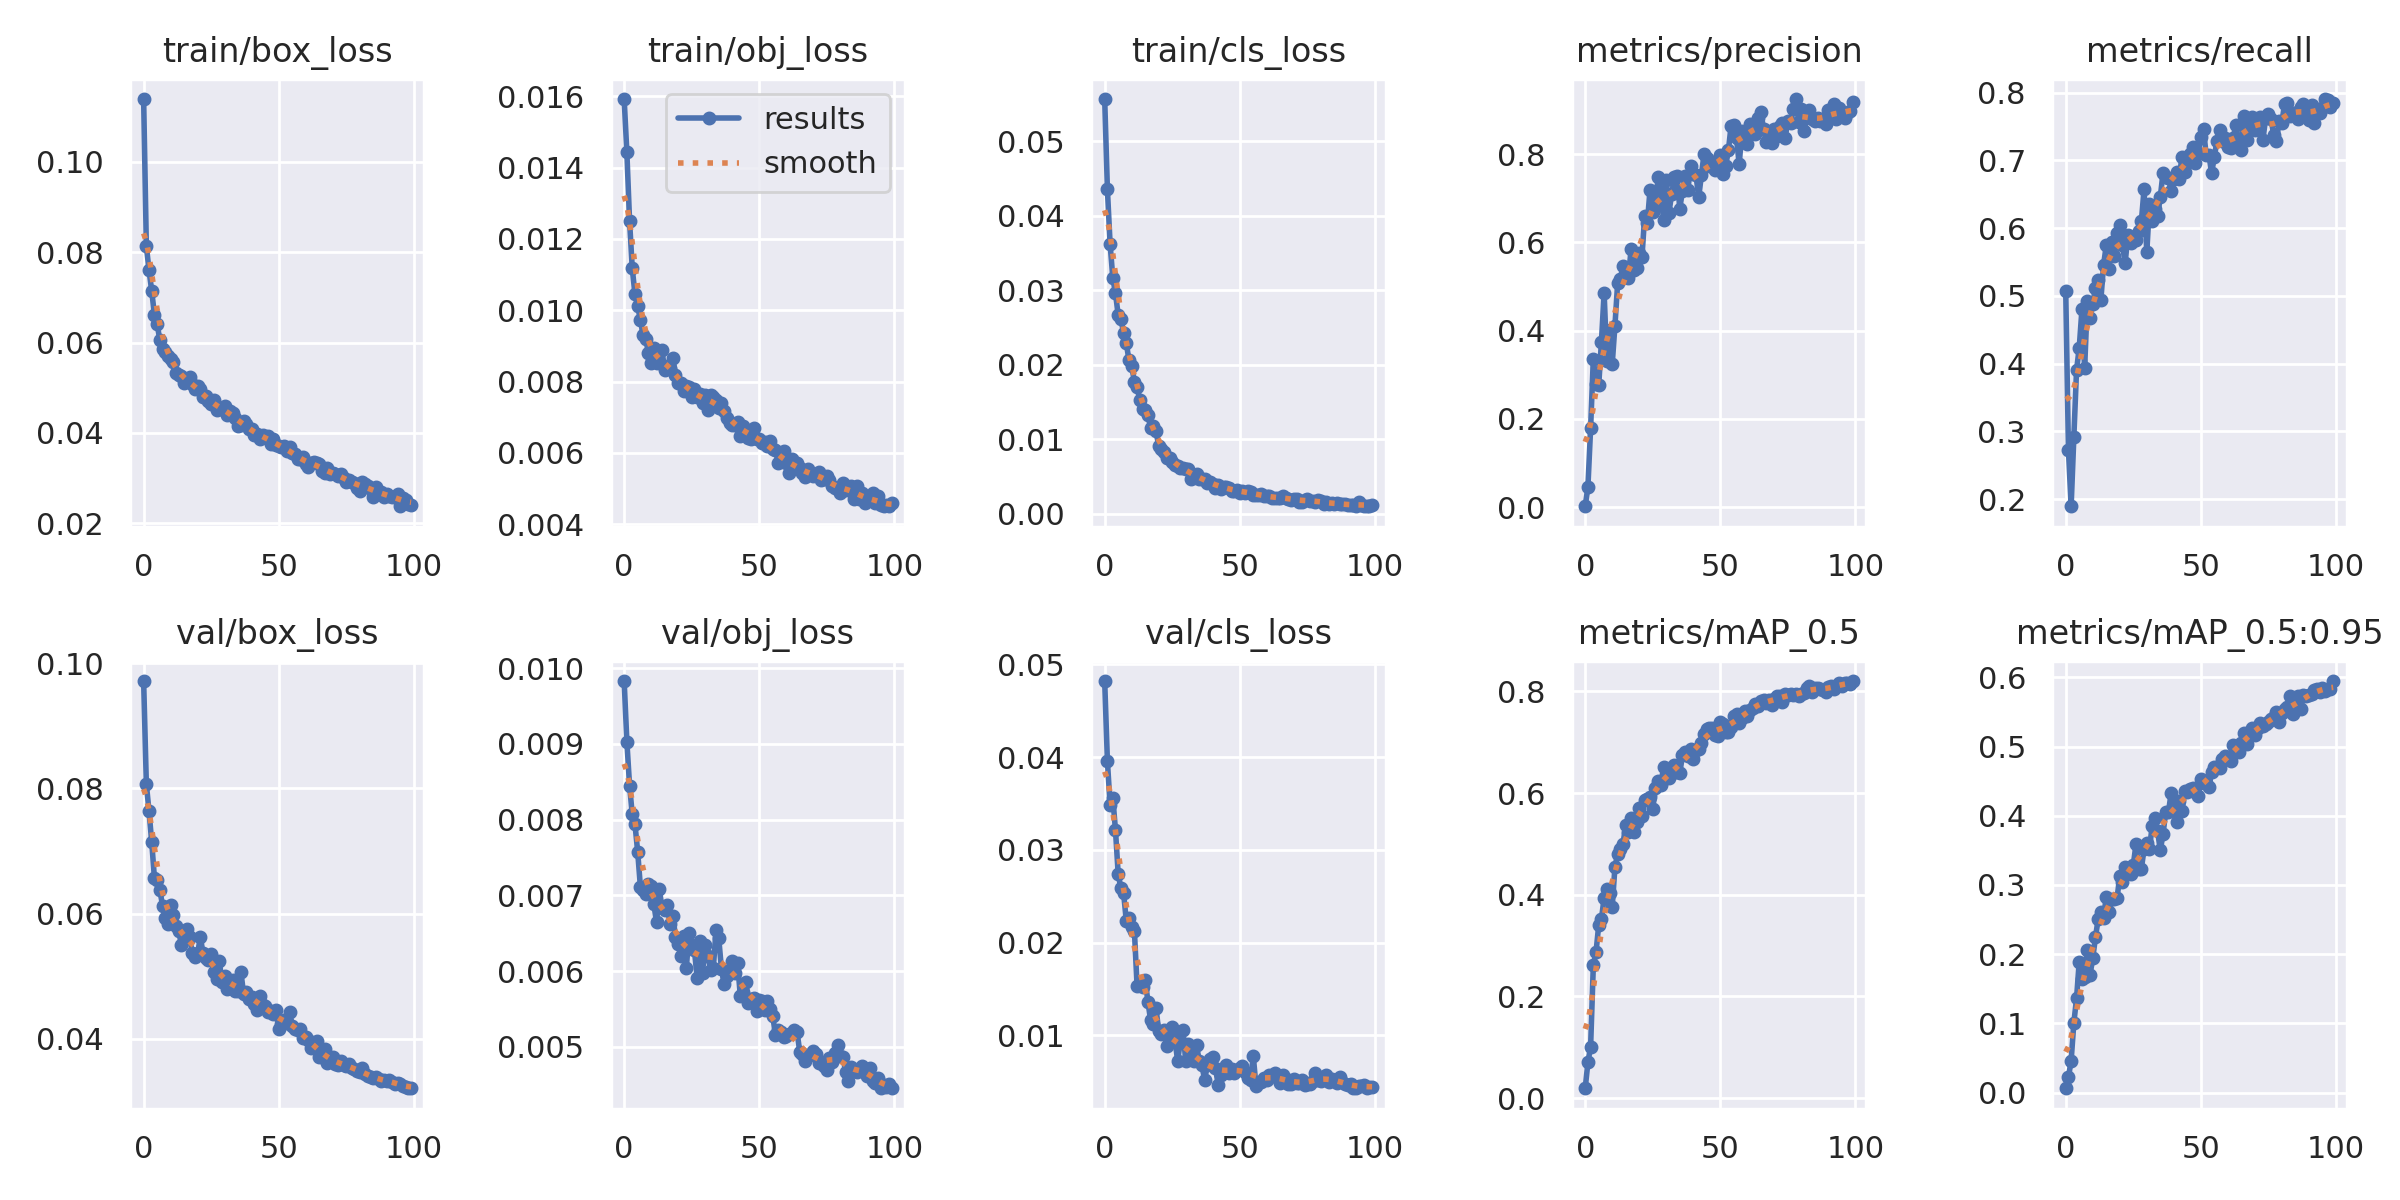 train/box_loss
0.10
0.08
0.06
0.04
0.02
0 50 100
train/obj_loss
0.016
0.014
0.012
0.010
0.008
0.006
0.004
results
smooth
0 50 100
train/cls_loss
0.05
0.04
0.03
0.02
0.01
0.00
0 50 100
metrics/precision
0.8
0.6
0.4
0.2
0.0
0 50 100
metrics/recall
0.8
0.7
0.6
0.5
0.4
0.3
0.2
0 50 100
val/box_loss
0.10
0.08
0.06
0.04
0 50 100
val/obj_loss
0.010
0.009
0.008
0.007
0.006
0.005
0 50 100
val/cls_loss
0.05
0.04
0.03
0.02
0.01
0 50 100
metrics/mAP_0.5
0.8
0.6
0.4
0.2
0.0
0 50 100
metrics/mAP_0.5:0.95
0.6
0.5
0.4
0.3
0.2
0.1
0.0
0 50 100